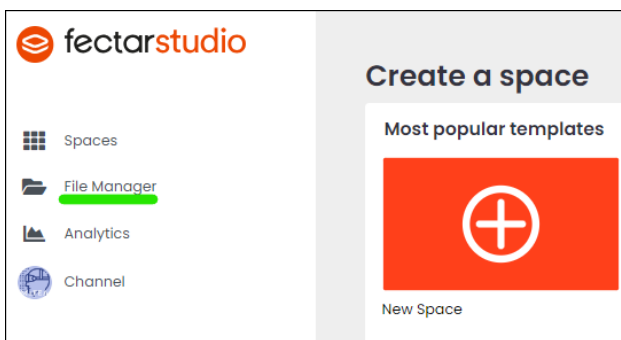 fectarstudio
Spaces
File Manager
Analytics
Channel
Create a space
Most popular templates
New Space